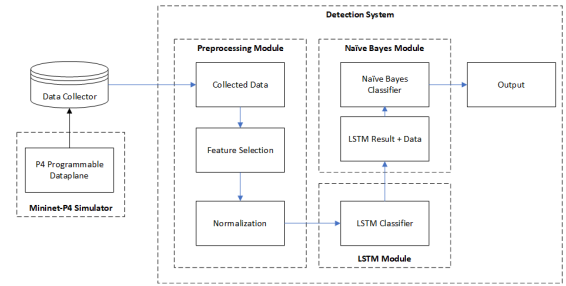 Detection System
Preprocessing Module
Naïve Bayes Module
Data Collector
Collected Data
Naïve Bayes
Classifier
Output
P4 Programmable
Dataplane
Mininet-P4 Simulator
Feature Selection
LSTM Result + Data
Normalization
LSTM Classifier
LSTM Module